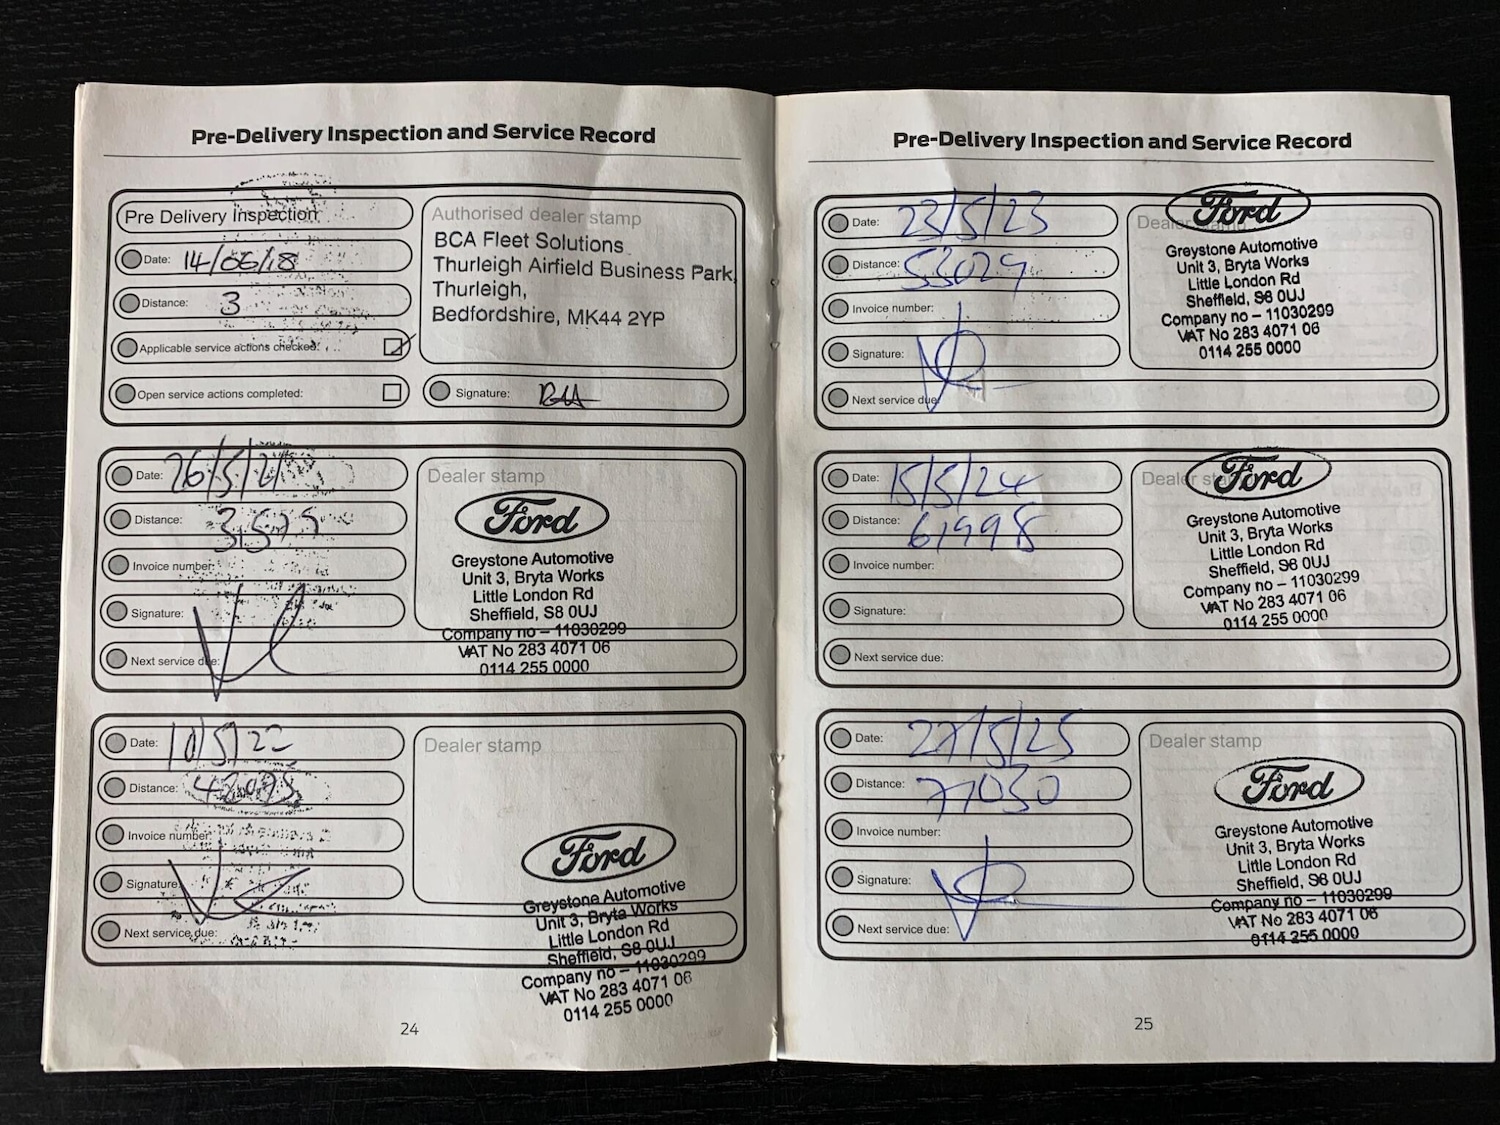 Pre-Delivery Inspection and Service Record
Pre Delivery Inspection
Date: 14/06/18
Distance: 3
Applicable service actions checked:
Open service actions completed:
Authorised dealer stamp
BCA Fleet Solutions
Thurleigh Airfield Business Park,
Thurleigh,
Bedfordshire, MK44 2YP
Signature:
Date: 26/5/21
Distance:
Invoice number:
Signature:
Next service due:
Dealer stamp
Ford
Greystone Automotive
Unit 3, Bryta Works
Little London Rd
Sheffield, S8 0UJ
Company no – 11030299
VAT No 283 4071 06
0114 255 0000
Date: 10/5/22
Distance:
Invoice number:
Signature:
Next service due:
Dealer stamp
Ford
Greystone Automotive
Unit 3, Bryta Works
Little London Rd
Sheffield, S8 0UJ
Company no – 11030299
VAT No 283 4071 06
0114 255 0000
24
Pre-Delivery Inspection and Service Record
Date: 23/5/23
Distance: 53029
Invoice number:
Signature:
Next service due:
Dealer stamp
Ford
Greystone Automotive
Unit 3, Bryta Works
Little London Rd
Sheffield, S8 0UJ
Company no – 11030299
VAT No 283 4071 06
0114 255 0000
Date: 15/5/24
Distance: 61998
Invoice number:
Signature:
Next service due:
Dealer stamp
Ford
Greystone Automotive
Unit 3, Bryta Works
Little London Rd
Sheffield, S8 0UJ
Company no – 11030299
VAT No 283 4071 06
0114 255 0000
Date: 27/5/25
Distance: 77030
Invoice number:
Signature:
Next service due:
Dealer stamp
Ford
Greystone Automotive
Unit 3, Bryta Works
Little London Rd
Sheffield, S8 0UJ
Company no – 11030299
VAT No 283 4071 06
0114 255 0000
25